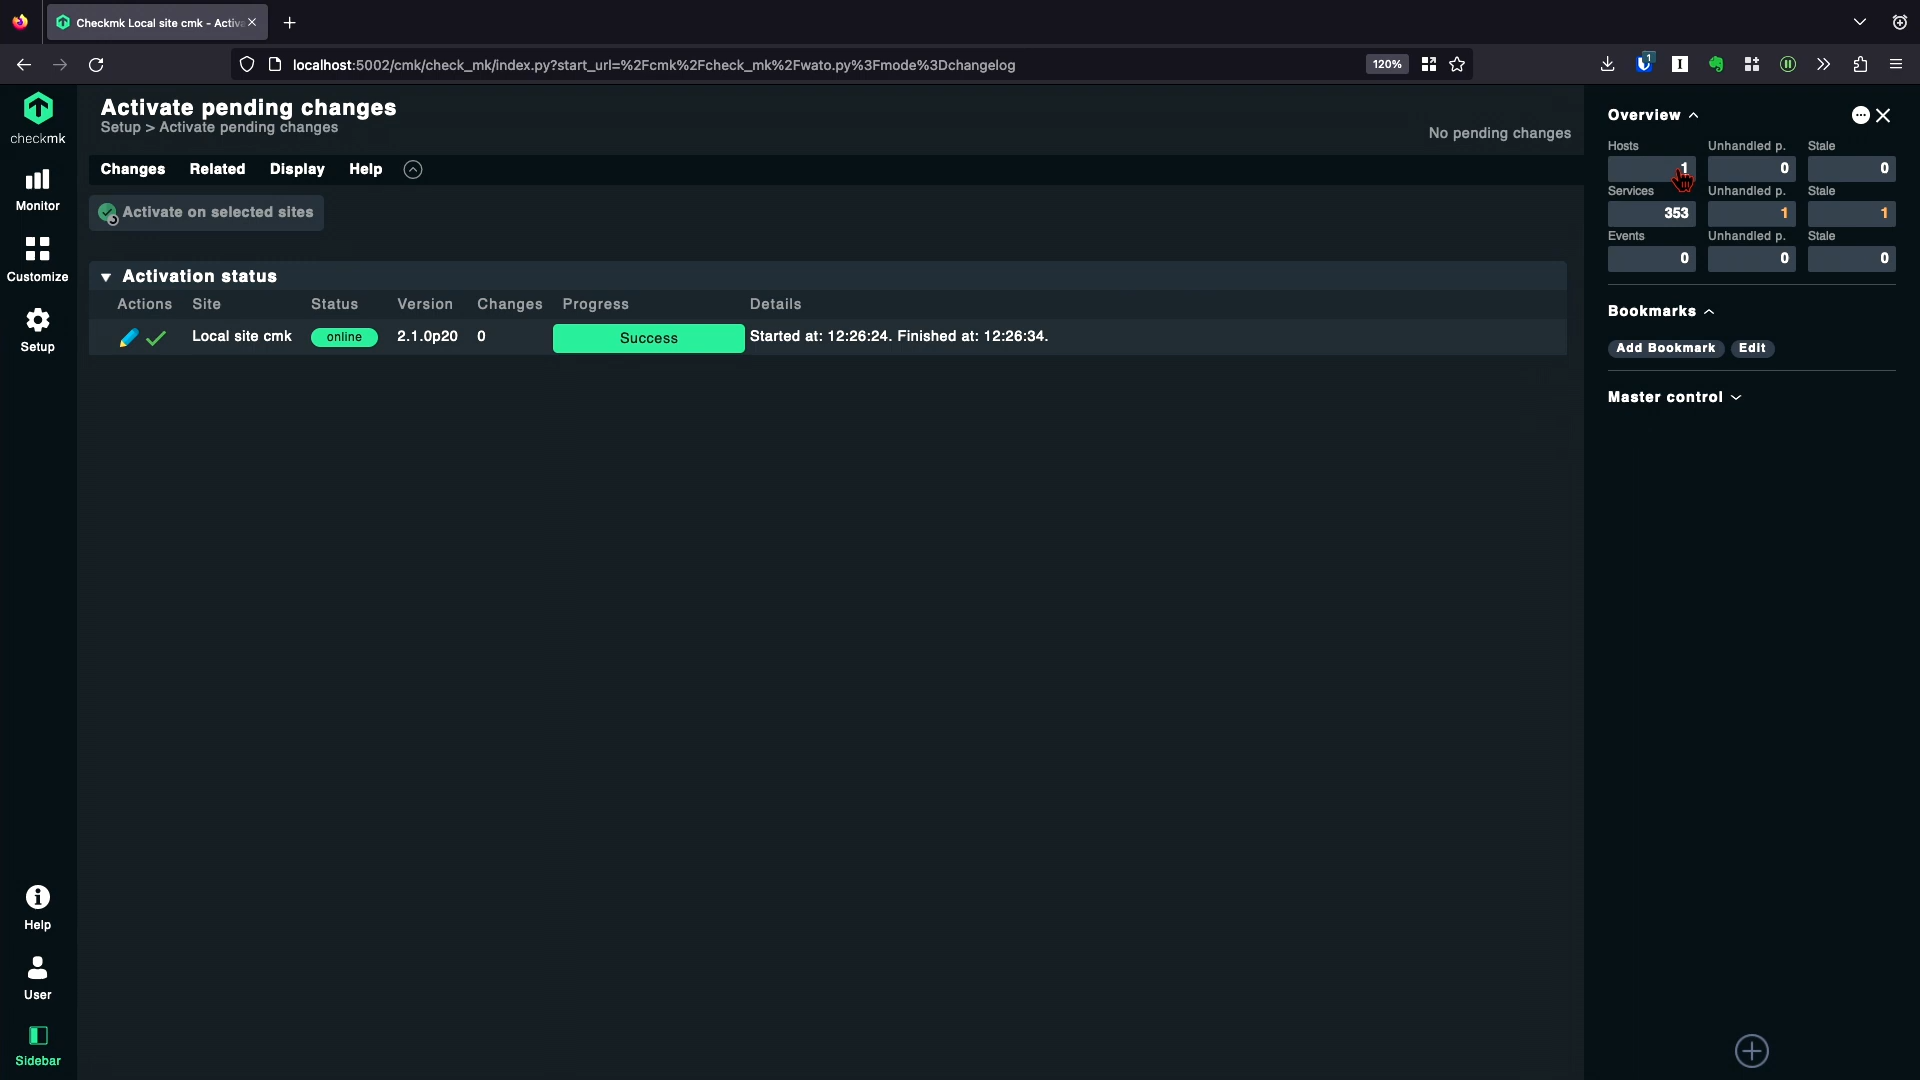 Checkmk Local site cmk - Activ
localhost:5002/cmk/check_mk/index.py?start_url=%2Fcmk%2Fcheck_mk%2Fwato.py%3Fmode%3Dchangelog
120%
1
checkmk
Monitor
Customize
Setup
Help
User
Sidebar
Activate pending changes
Setup > Activate pending changes
No pending changes
Changes Related Display Help
Activate on selected sites
Activation status
Actions Site Status Version Changes Progress Details
Local site cmk online 2.1.0p20 0 Success Started at: 12:26:24. Finished at: 12:26:34.
Overview
Hosts Unhandled p. Stale
1 0 0
Services Unhandled p. Stale
353 1 1
Events Unhandled p. Stale
0 0 0
Bookmarks
Add Bookmark Edit
Master control